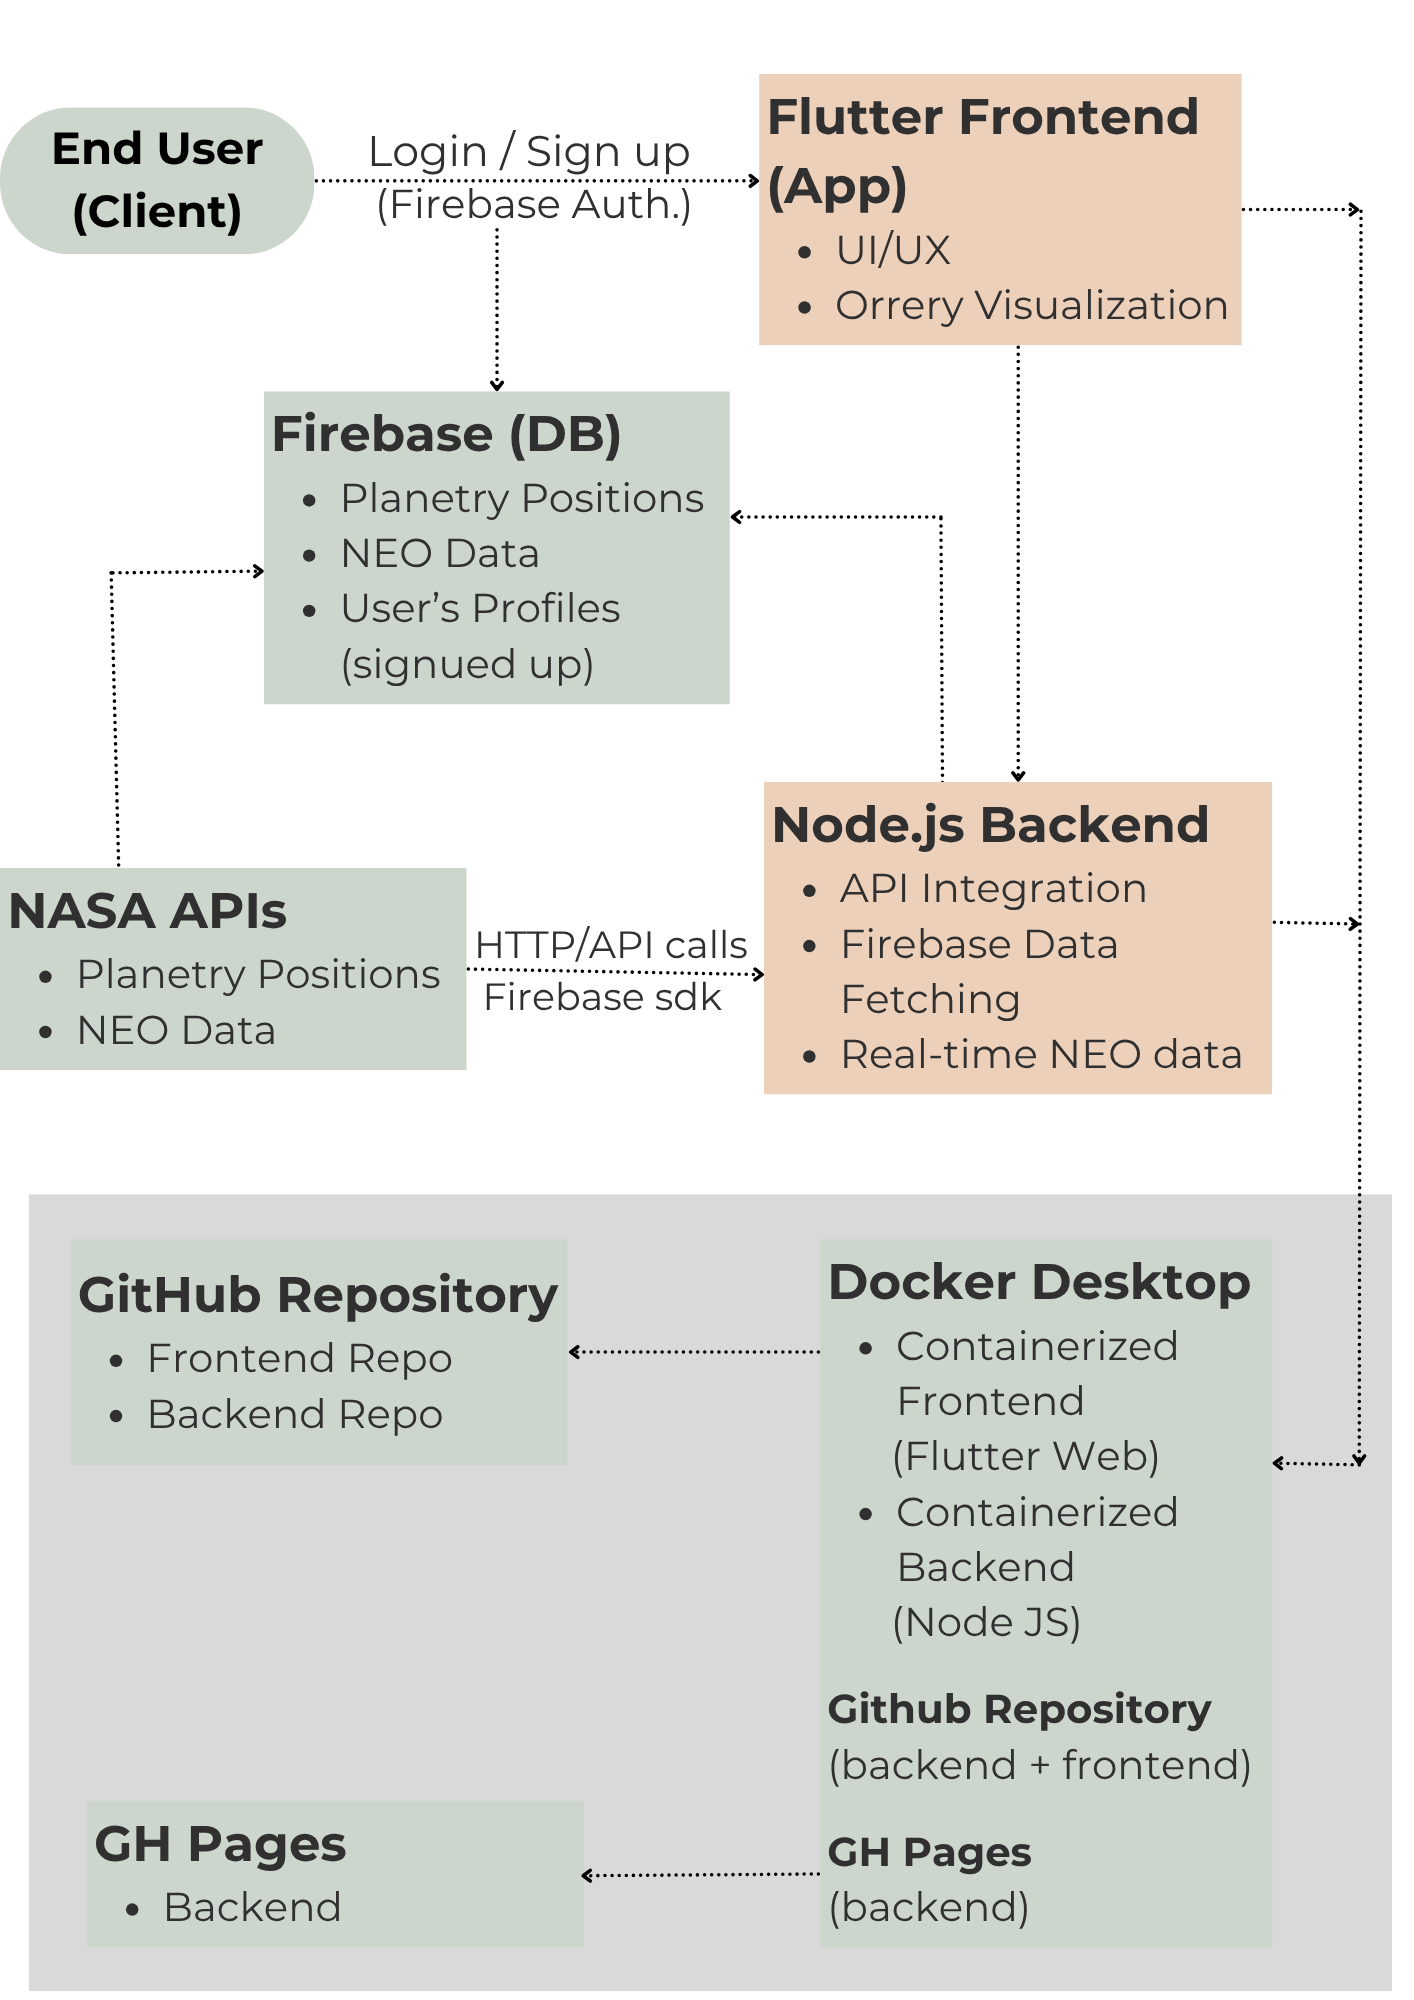 End User
(Client)
Login / Sign up
(Firebase Auth.)
Flutter Frontend
(App)
• UI/UX
• Orrery Visualization
Firebase (DB)
• Planetry Positions
• NEO Data
• User’s Profiles
(signued up)
NASA APIs
• Planetry Positions
• NEO Data
HTTP/API calls
Firebase sdk
Node.js Backend
• API Integration
• Firebase Data
Fetching
• Real-time NEO data
GitHub Repository
• Frontend Repo
• Backend Repo
Docker Desktop
• Containerized
Frontend
(Flutter Web)
• Containerized
Backend
(Node JS)
Github Repository
(backend + frontend)
GH Pages
(backend)
GH Pages
• Backend